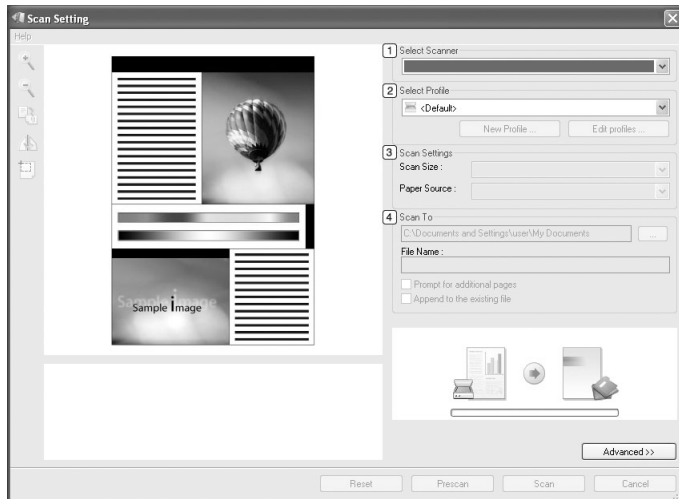 Scan Setting
Help
1 Select Scanner
2 Select Profile
<Default>
New Profile ...
Edit profiles ...
3 Scan Settings
Scan Size :
Paper Source :
4 Scan To
C:\Documents and Settings\user\My Documents
...
File Name :
Prompt for additional pages
Append to the existing file
Sample image
Sample image
Advanced >>
Reset
Prescan
Scan
Cancel